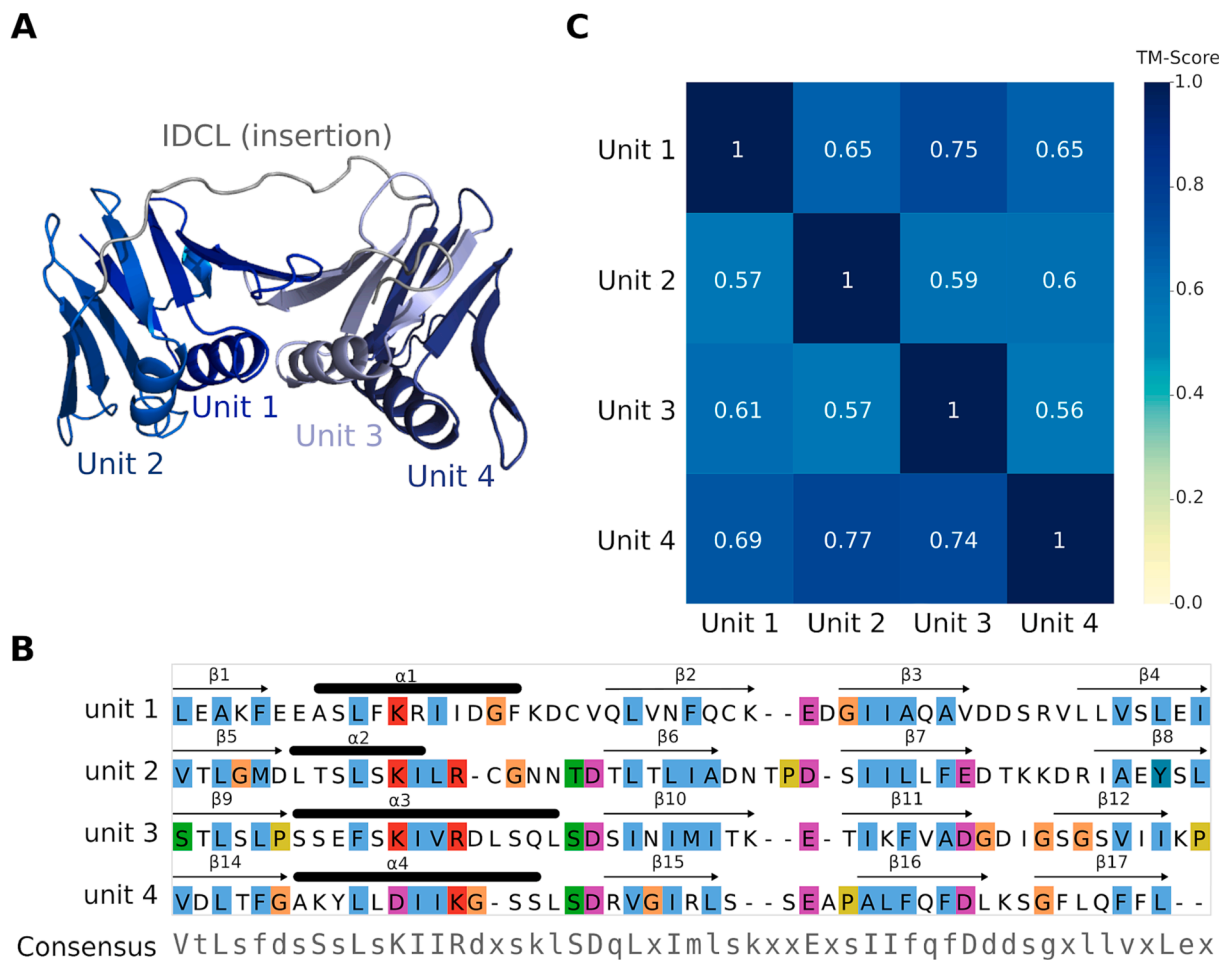 A
C
IDCL (insertion)
Unit 1
Unit 2
Unit 3
Unit 4
TM-Score
1.0
0.8
0.6
0.4
0.2
0.0
Unit 1 1 0.65 0.75 0.65
Unit 2 0.57 1 0.59 0.6
Unit 3 0.61 0.57 1 0.56
Unit 4 0.69 0.77 0.74 1
Unit 1 Unit 2 Unit 3 Unit 4
B
β1 α1 β2 β3 β4
unit 1 LEAKFEEASLFKRIIDGFKDCVQLVNFQCK--EDGIIAQAVDDSRVLLVSLEI
β5 α2 β6 β7 β8
unit 2 VTLGMDLTSLSKILR-CGNNTDTLTLIADNTPD-SIILLFEDTKKDRIAEYSL
β9 α3 β10 β11 β12
unit 3 STLSLPSSEFSKIVRDLSQLSDSINIMITK--E-TIKFVADGDIGSGSVIIKP
β14 α4 β15 β16 β17
unit 4 VDLTFGAKYLLDIIKG-SSLSDRVGIRLS--SEAPALFQFDLKSGFLQFFL--
Consensus VtLsfdsSsLsKIIRdxsklSDqLxImlskxxExsIIfqfDddsgxllvxLex